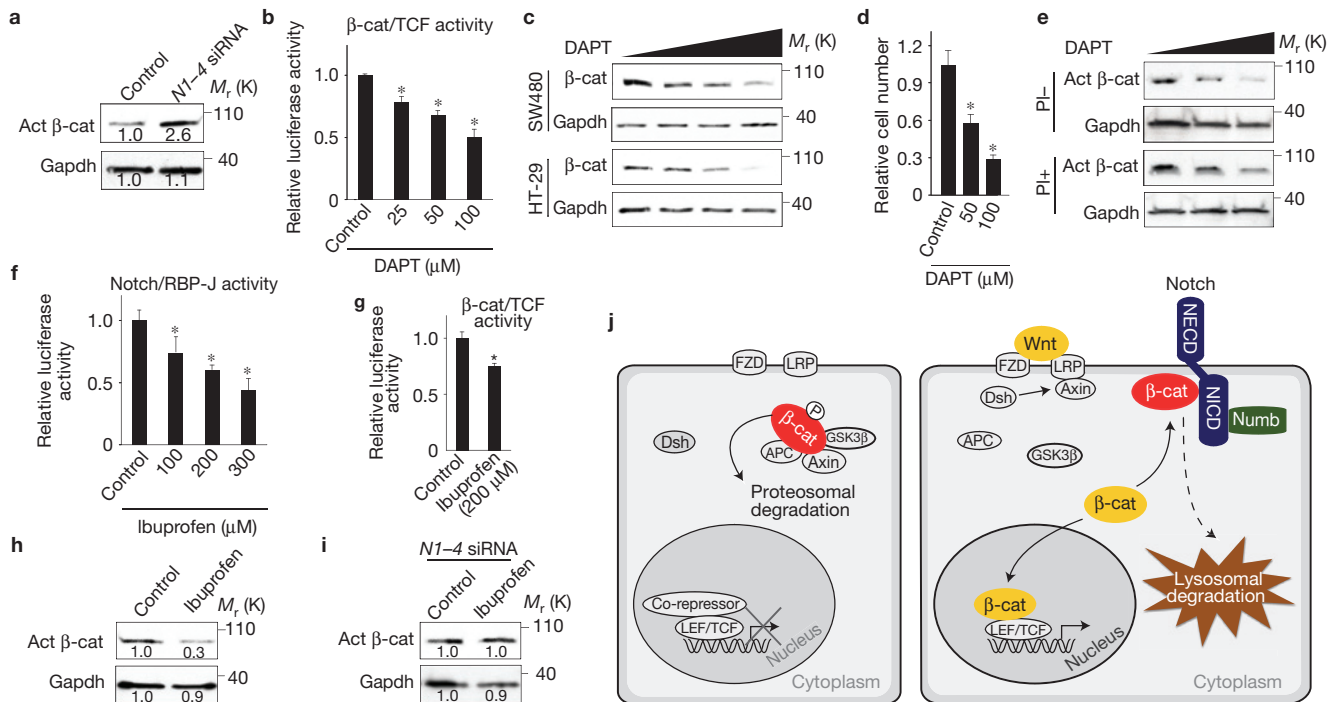 a
Control
N1–4 siRNA
Mr (K)
110
Act β-cat
1.0
2.6
40
Gapdh
1.0
1.1
b
β-cat/TCF activity
Relative luciferase activity
1.0
0.5
0
*
*
*
Control
25
50
100
DAPT (μM)
c
DAPT
Mr (K)
SW480
β-cat
110
Gapdh
40
HT-29
β-cat
110
Gapdh
40
d
Relative cell number
1.2
0.9
0.6
0.3
0
*
*
Control
50
100
DAPT (μM)
e
DAPT
Mr (K)
PI–
Act β-cat
110
Gapdh
40
PI+
Act β-cat
110
Gapdh
40
f
Notch/RBP-J activity
Relative luciferase
activity
1.0
0.5
0
*
*
*
Control
100
200
300
Ibuprofen (μM)
g
β-cat/TCF
activity
Relative luciferase
activity
1.0
0.5
0
*
Control
Ibuprofen
(200 μM)
h
Control
Ibuprofen
Mr (K)
110
Act β-cat
1.0
0.3
40
Gapdh
1.0
0.9
i
N1–4 siRNA
Control
Ibuprofen
Mr (K)
110
Act β-cat
1.0
1.0
40
Gapdh
1.0
0.9
j
FZD
LRP
P
β-cat
Dsh
GSK3β
APC
Axin
Proteosomal
degradation
Co-repressor
LEF/TCF
Nucleus
Cytoplasm
Notch
NECD
Wnt
FZD
LRP
Dsh
Axin
β-cat
NICD
Numb
APC
GSK3β
β-cat
Lysosomal
degradation
β-cat
LEF/TCF
Nucleus
Cytoplasm